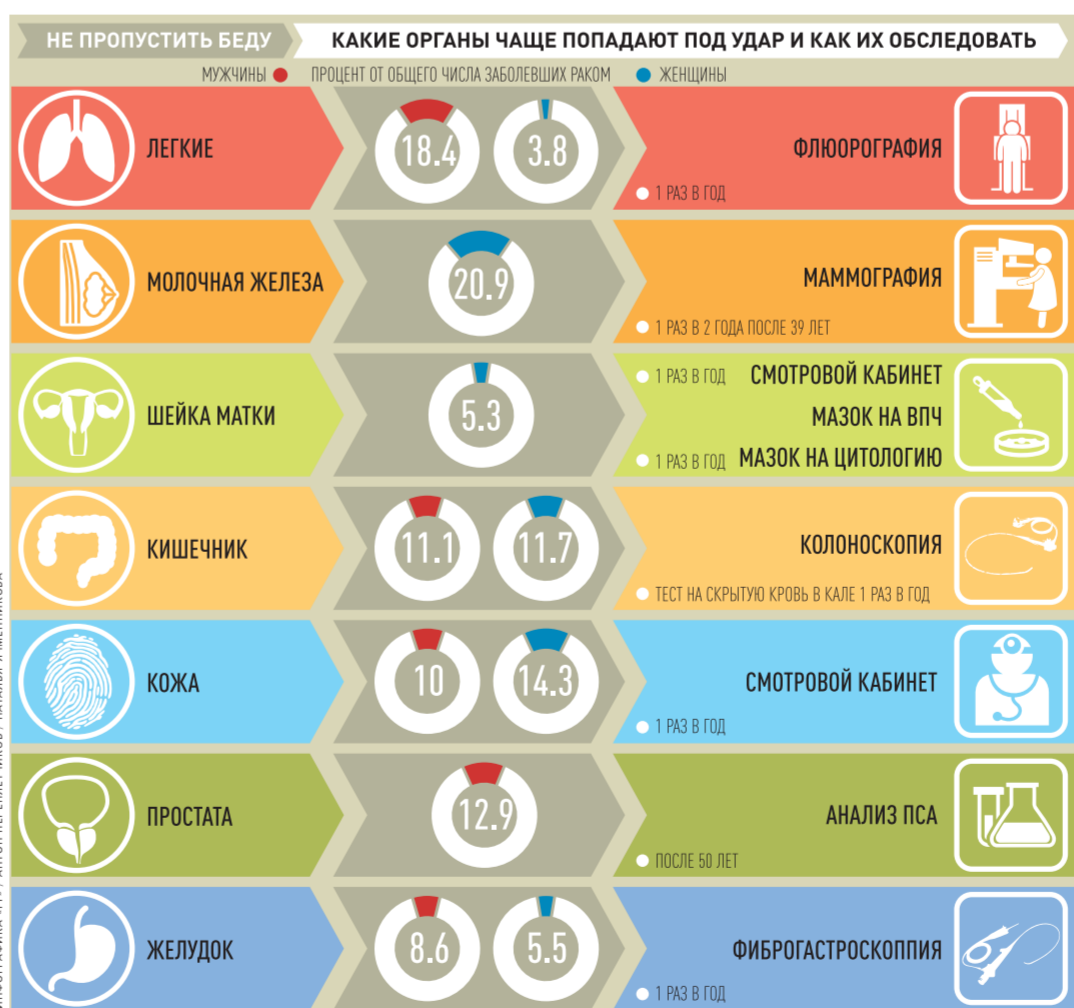 НЕ ПРОПУСТИТЬ БЕДУ
КАКИЕ ОРГАНЫ ЧАЩЕ ПОПАДАЮТ ПОД УДАР И КАК ИХ ОБСЛЕДОВАТЬ
МУЖЧИНЫ ПРОЦЕНТ ОТ ОБЩЕГО ЧИСЛА ЗАБОЛЕВШИХ РАКОМ ЖЕНЩИНЫ
ЛЕГКИЕ
18.4 3.8
ФЛЮОРОГРАФИЯ
1 РАЗ В ГОД
МОЛОЧНАЯ ЖЕЛЕЗА
20.9
МАММОГРАФИЯ
1 РАЗ В 2 ГОДА ПОСЛЕ 39 ЛЕТ
ШЕЙКА МАТКИ
5.3
1 РАЗ В ГОД СМОТРОВОЙ КАБИНЕТ
МАЗОК НА ВПЧ
1 РАЗ В ГОД МАЗОК НА ЦИТОЛОГИЮ
КИШЕЧНИК
11.1 11.7
КОЛОНОСКОПИЯ
ТЕСТ НА СКРЫТУЮ КРОВЬ В КАЛЕ 1 РАЗ В ГОД
КОЖА
10 14.3
СМОТРОВОЙ КАБИНЕТ
1 РАЗ В ГОД
ПРОСТАТА
12.9
АНАЛИЗ ПСА
ПОСЛЕ 50 ЛЕТ
ЖЕЛУДОК
8.6 5.5
ФИБРОГАСТРОСКОППИЯ
1 РАЗ В ГОД